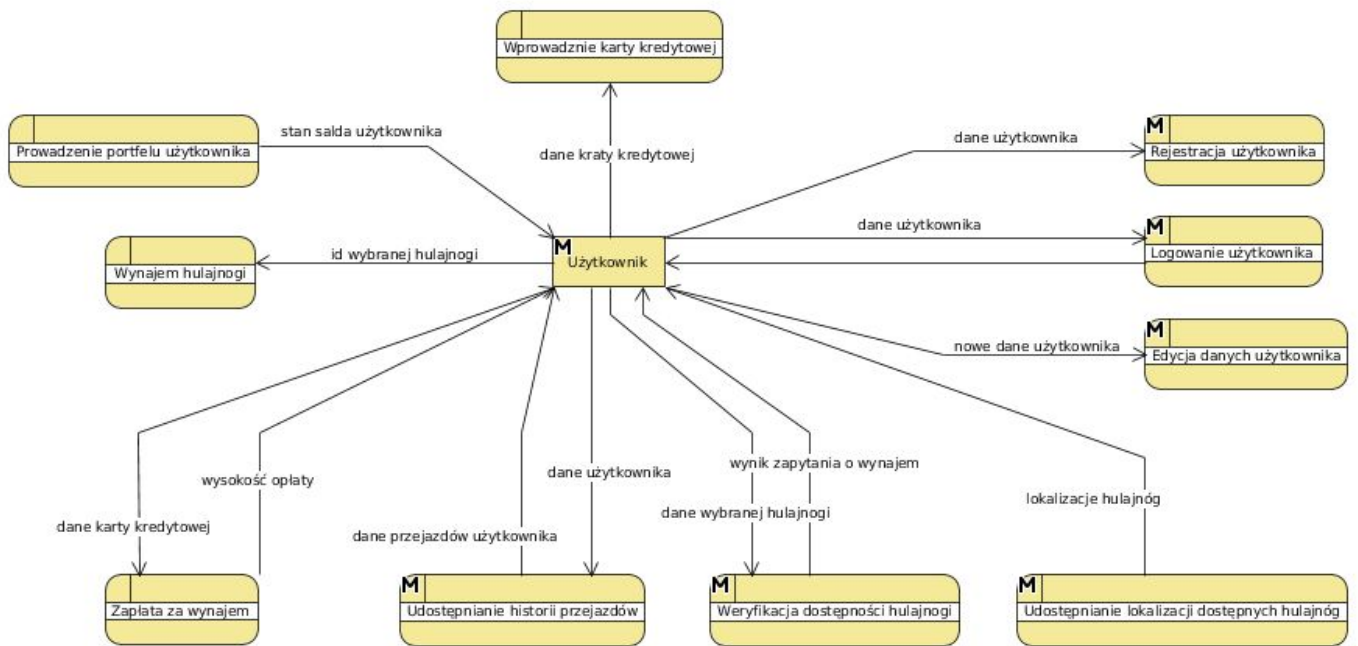 Wprowadznie karty kredytowej
stan salda użytkownika
Prowadzenie portfelu użytkownika
dane kraty kredytowej
dane użytkownika
M
Rejestracja użytkownika
dane użytkownika
M
Logowanie użytkownika
id wybranej hulajnogi
Wynajem hulajnogi
M
Użytkownik
nowe dane użytkownika
M
Edycja danych użytkownika
wysokość opłaty
dane użytkownika
wynik zapytania o wynajem
lokalizacje hulajnóg
dane karty kredytowej
dane przejazdów użytkownika
dane wybranej hulajnogi
Zapłata za wynajem
M
Udostępnianie historii przejazdów
M
Weryfikacja dostępności hulajnogi
M
Udostępnianie lokalizacji dostępnych hulajnóg